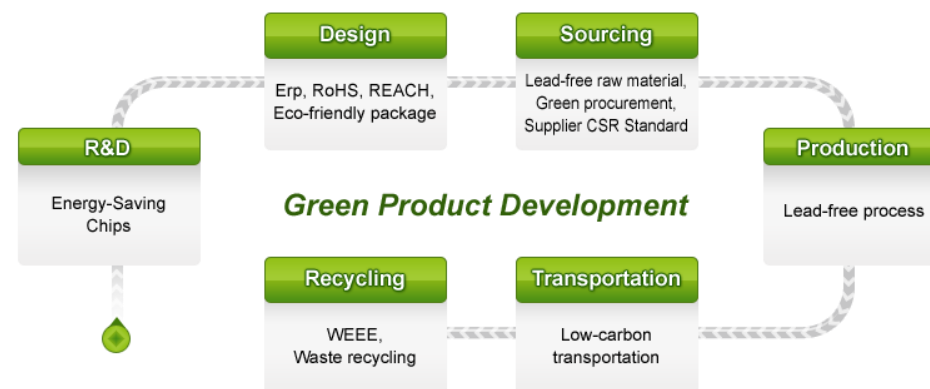 Design
Erp, RoHS, REACH,
Eco-friendly package
Sourcing
Lead-free raw material,
Green procurement,
Supplier CSR Standard
R&D
Energy-Saving
Chips
Production
Lead-free process
Green Product Development
Recycling
WEEE,
Waste recycling
Transportation
Low-carbon
transportation